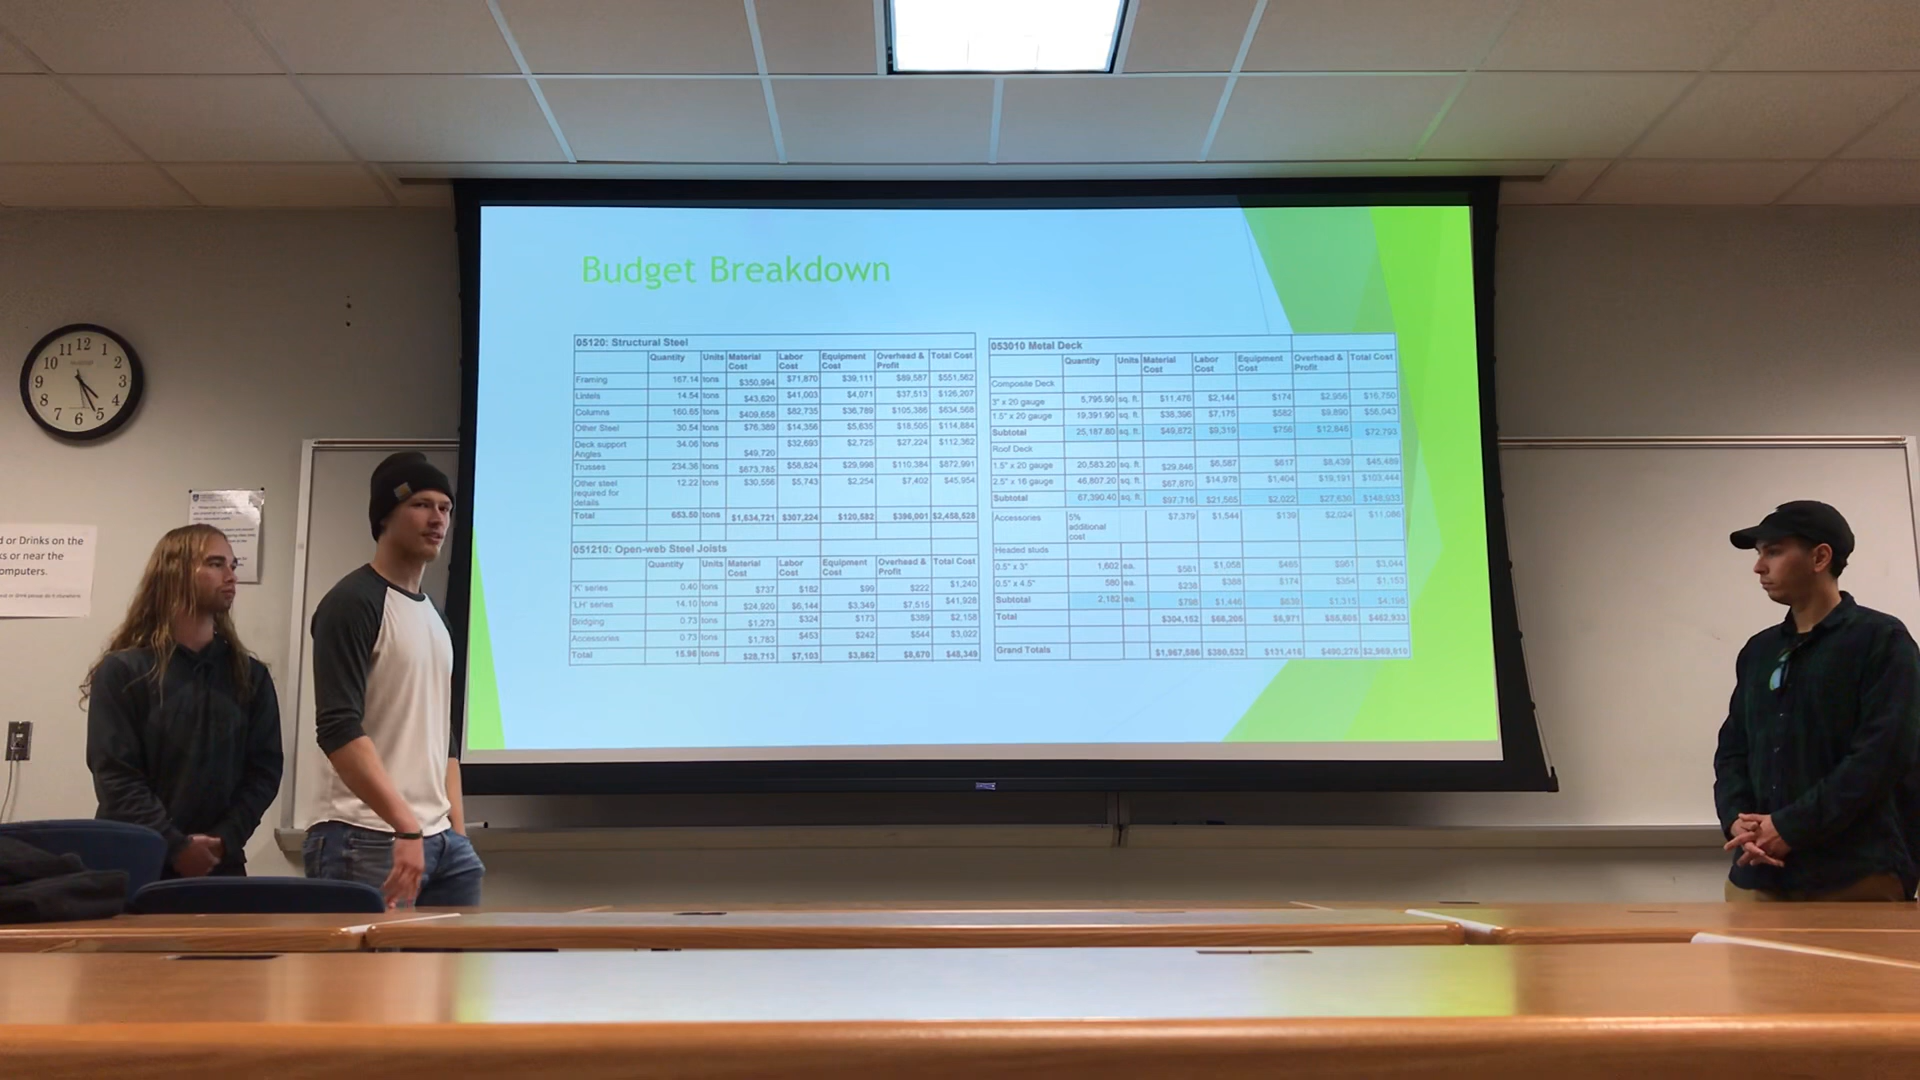 11 12 1
10 2
9 3
8 4
7 6 5
d or Drinks on the
ks or near the
omputers.
Budget Breakdown
05120: Structural Steel
Quantity Units Material Cost Labor Cost Equipment Cost Overhead & Profit Total Cost
Framing 167.14 tons $350,994 $71,870 $39,111 $89,587 $551,562
Lintels 14.54 tons $43,620 $41,003 $4,071 $37,513 $126,207
Columns 160.65 tons $409,658 $82,735 $36,789 $105,386 $634,568
Other Steel 30.54 tons $76,389 $14,356 $5,635 $18,505 $114,884
Deck support Angles 34.06 tons $49,720 $32,693 $2,725 $27,224 $112,362
Trusses 234.36 tons $673,785 $58,824 $29,998 $110,384 $872,991
Other steel required for details 12.22 tons $30,556 $5,743 $2,254 $7,402 $45,954
Total 653.50 tons $1,634,721 $307,224 $120,582 $396,001 $2,458,528
051210: Open-web Steel Joists
Quantity Units Material Cost Labor Cost Equipment Cost Overhead & Profit Total Cost
'K' series 0.40 tons $737 $182 $99 $222 $1,240
'LH' series 14.10 tons $24,920 $6,144 $3,349 $7,515 $41,928
Bridging 0.73 tons $1,273 $324 $173 $389 $2,158
Accessories 0.73 tons $1,783 $453 $242 $544 $3,022
Total 15.96 tons $28,713 $7,103 $3,862 $8,670 $48,349
053010 Metal Deck
Quantity Units Material Cost Labor Cost Equipment Cost Overhead & Profit Total Cost
Composite Deck
3" x 20 gauge 5,795.90 sq. ft. $11,476 $2,144 $174 $2,956 $16,750
1.5" x 20 gauge 19,391.90 sq. ft. $38,396 $7,175 $582 $9,890 $56,043
Subtotal 25,187.80 sq. ft. $49,872 $9,319 $756 $12,846 $72,793
Roof Deck
1.5" x 20 gauge 20,583.20 sq. ft. $29,846 $6,587 $617 $8,439 $45,489
2.5" x 16 gauge 46,807.20 sq. ft. $67,870 $14,978 $1,404 $19,191 $103,444
Subtotal 67,390.40 sq. ft. $97,716 $21,565 $2,022 $27,630 $148,933
Accessories 5% additional cost $7,379 $1,544 $139 $2,024 $11,086
Headed studs
0.5" x 3" 1,602 ea. $561 $1,058 $465 $961 $3,044
0.5" x 4.5" 580 ea. $238 $388 $174 $354 $1,153
Subtotal 2,182 ea. $798 $1,446 $639 $1,315 $4,198
Total $304,152 $66,205 $6,971 $85,605 $462,933
Grand Totals $1,967,586 $380,532 $131,416 $490,276 $2,969,810